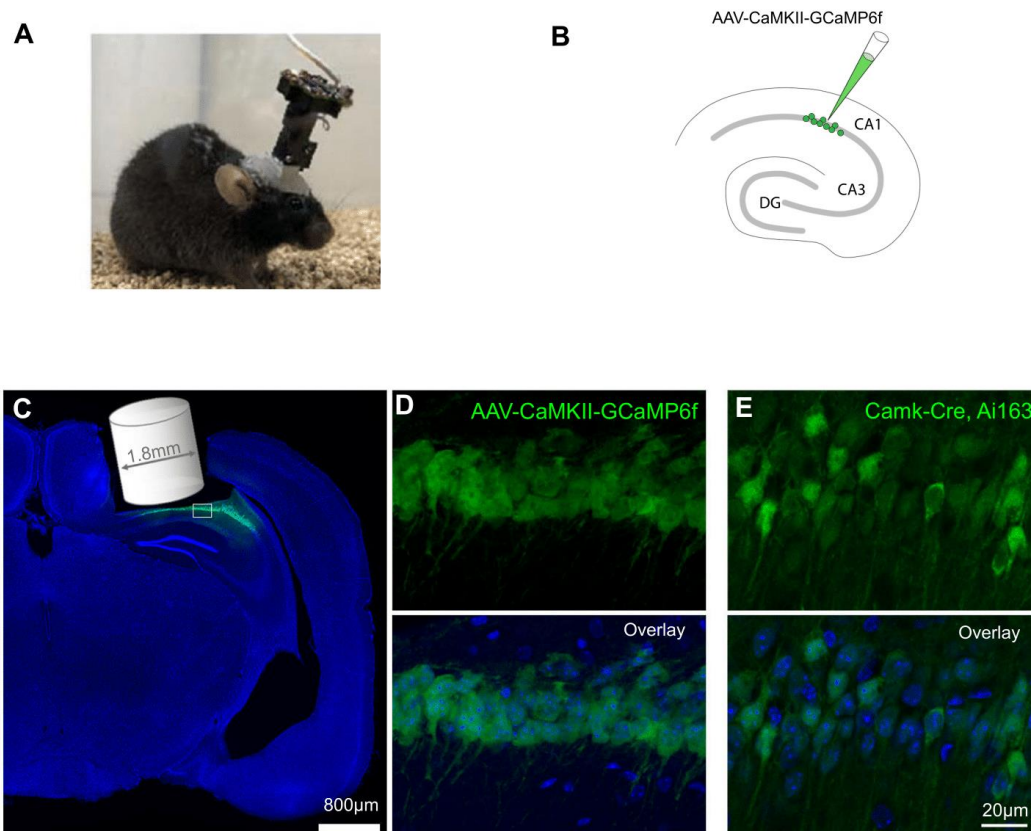 A
B
AAV-CaMKII-GCaMP6f
CA1
CA3
DG
C
1.8mm
800µm
D
AAV-CaMKII-GCaMP6f
Overlay
E
Camk-Cre, Ai163
Overlay
20µm